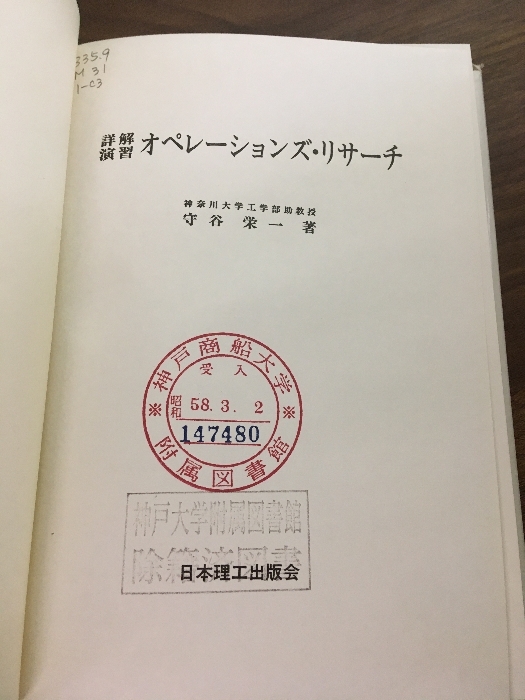 335.9
M 31
1-c3
詳解
演習 オペレーションズ・リサーチ
神奈川大学工学部助教授
守谷 栄一 著
※神戸商船大学※
受入
昭和 58.3.2
147480
附属図書館
神戸大学附属図書館
除籍済図書
日本理工出版会